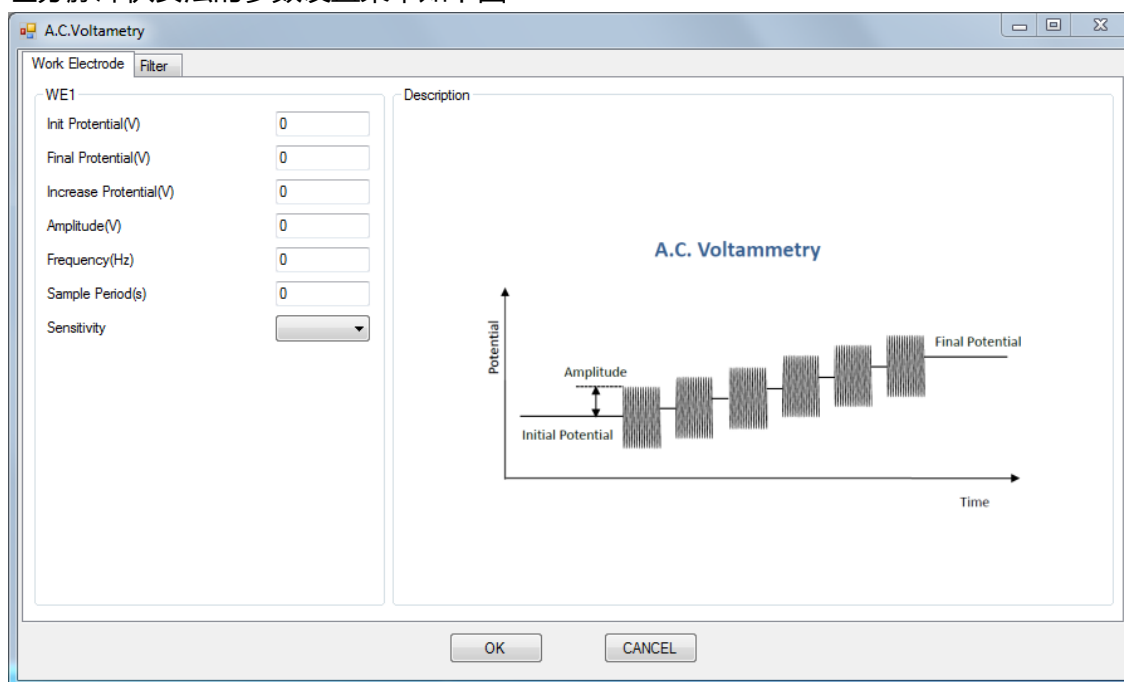 A.C.Voltametry
Work Electrode Filter
WE1
Init Protential(V) 0
Final Protential(V) 0
Increase Protential(V) 0
Amplitude(V) 0
Frequency(Hz) 0
Sample Period(s) 0
Sensitivity
Description
A.C. Voltammetry
Potential
Amplitude
Initial Potential
Final Potential
Time
OK CANCEL